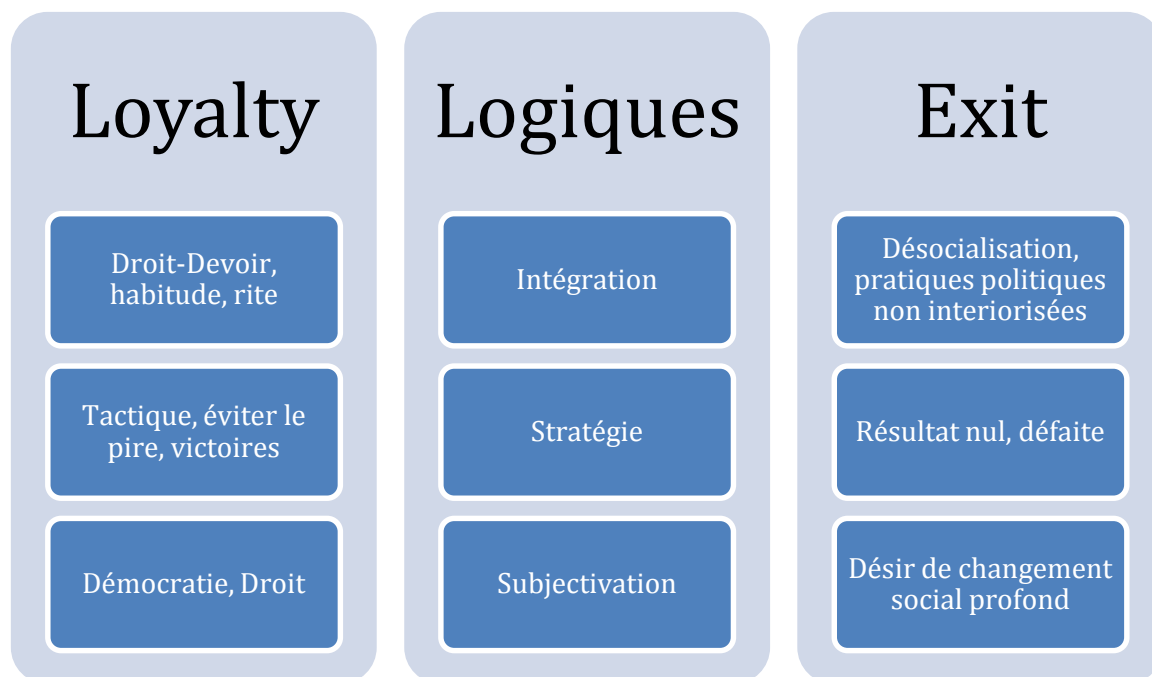 Loyalty
Droit-Devoir,
habitude, rite
Tactique, éviter le
pire, victoires
Démocratie, Droit
Logiques
Intégration
Stratégie
Subjectivation
Exit
Désocialisation,
pratiques politiques
non interiorisées
Résultat nul, défaite
Désir de changement
social profond